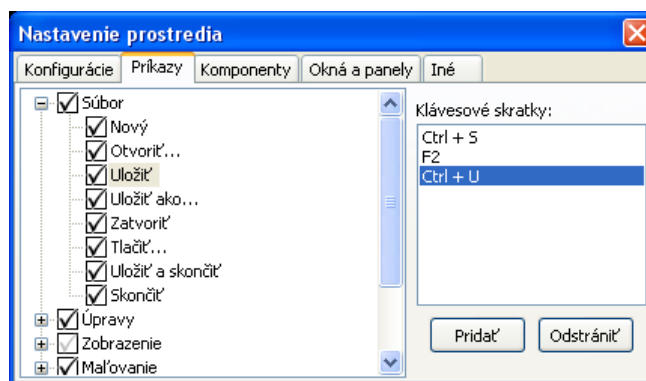 Nastavenie prostredia
Konfigurácie Príkazy Komponenty Okná a panely Iné
Súbor
Nový
Otvoriť...
Uložiť
Uložiť ako...
Zatvoriť
Tlačiť...
Uložiť a skončiť
Skončiť
Úpravy
Zobrazenie
Maľovanie
Klávesové skratky:
Ctrl + S
F2
Ctrl + U
Pridať Odstrániť